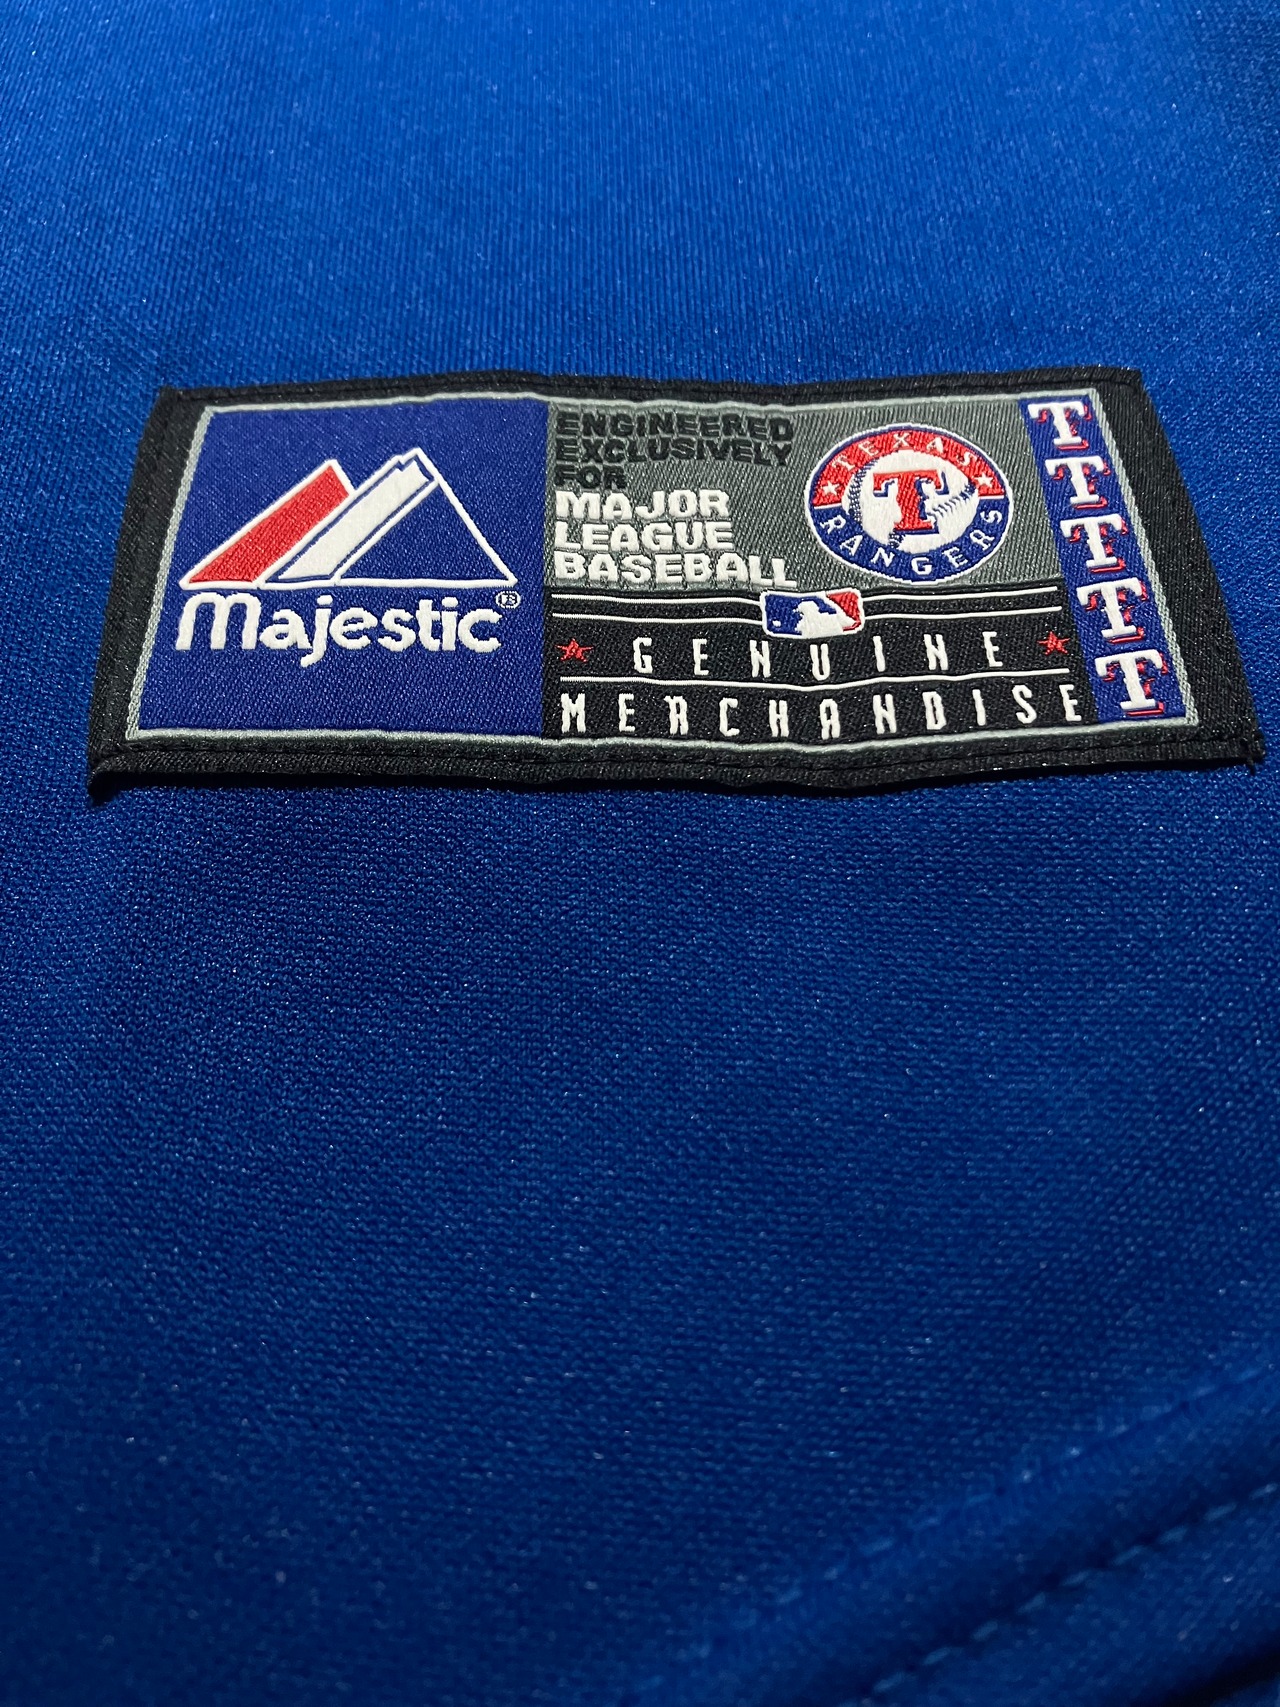 Majestic®
ENGINEERED
EXCLUSIVELY
FOR
MAJOR
LEAGUE
BASEBALL
TEXAS
T
RANGERS
GENUINE
MERCHANDISE
T
T
T
T
T